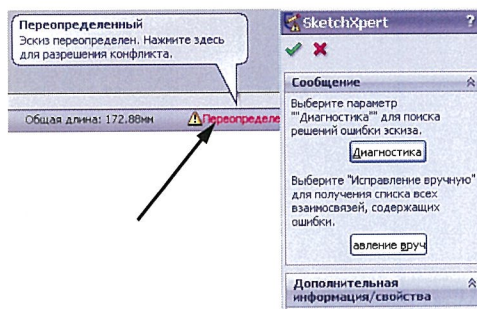 Переопределенный
Эскиз переопределен. Нажмите здесь
для разрешения конфликта.
Общая длина: 172.88мм
Переопределе
SketchXpert
?
Сообщение
Выберите параметр
""Диагностика"" для поиска
решений ошибки эскиза.
Диагностика
Выберите "Исправление вручную"
для получения списка всех
взаимосвязей, содержащих
ошибки.
авление вруч
Дополнительная
информация/свойства